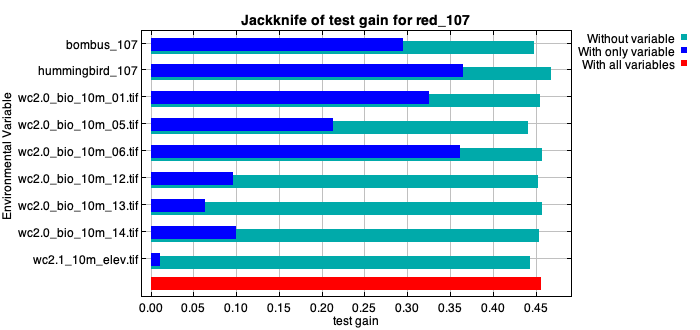 Jackknife of test gain for red_107
Without variable
With only variable
With all variables
Environmental Variable
bombus_107
hummingbird_107
wc2.0_bio_10m_01.tif
wc2.0_bio_10m_05.tif
wc2.0_bio_10m_06.tif
wc2.0_bio_10m_12.tif
wc2.0_bio_10m_13.tif
wc2.0_bio_10m_14.tif
wc2.1_10m_elev.tif
0.00 0.05 0.10 0.15 0.20 0.25 0.30 0.35 0.40 0.45
test gain